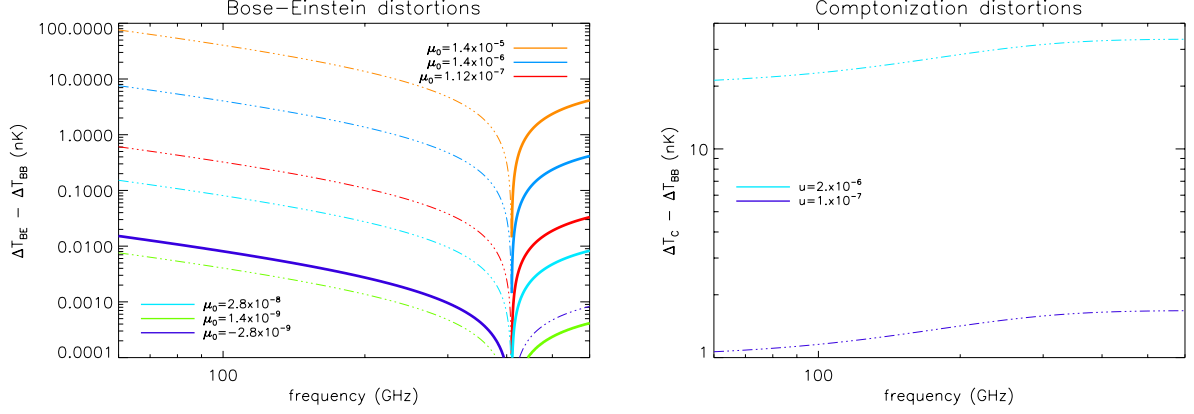 Bose−Einstein distortions
100.0000
10.0000
1.0000
0.1000
0.0100
0.0010
0.0001
ΔT_BE − ΔT_BB (nK)
μ₀=1.4x10⁻⁵
μ₀=1.4x10⁻⁶
μ₀=1.12x10⁻⁷
μ₀=2.8x10⁻⁸
μ₀=1.4x10⁻⁹
μ₀=−2.8x10⁻⁹
100
frequency (GHz)
Comptonization distortions
10
1
ΔT_C − ΔT_BB (nK)
u=2.x10⁻⁶
u=1.x10⁻⁷
100
frequency (GHz)